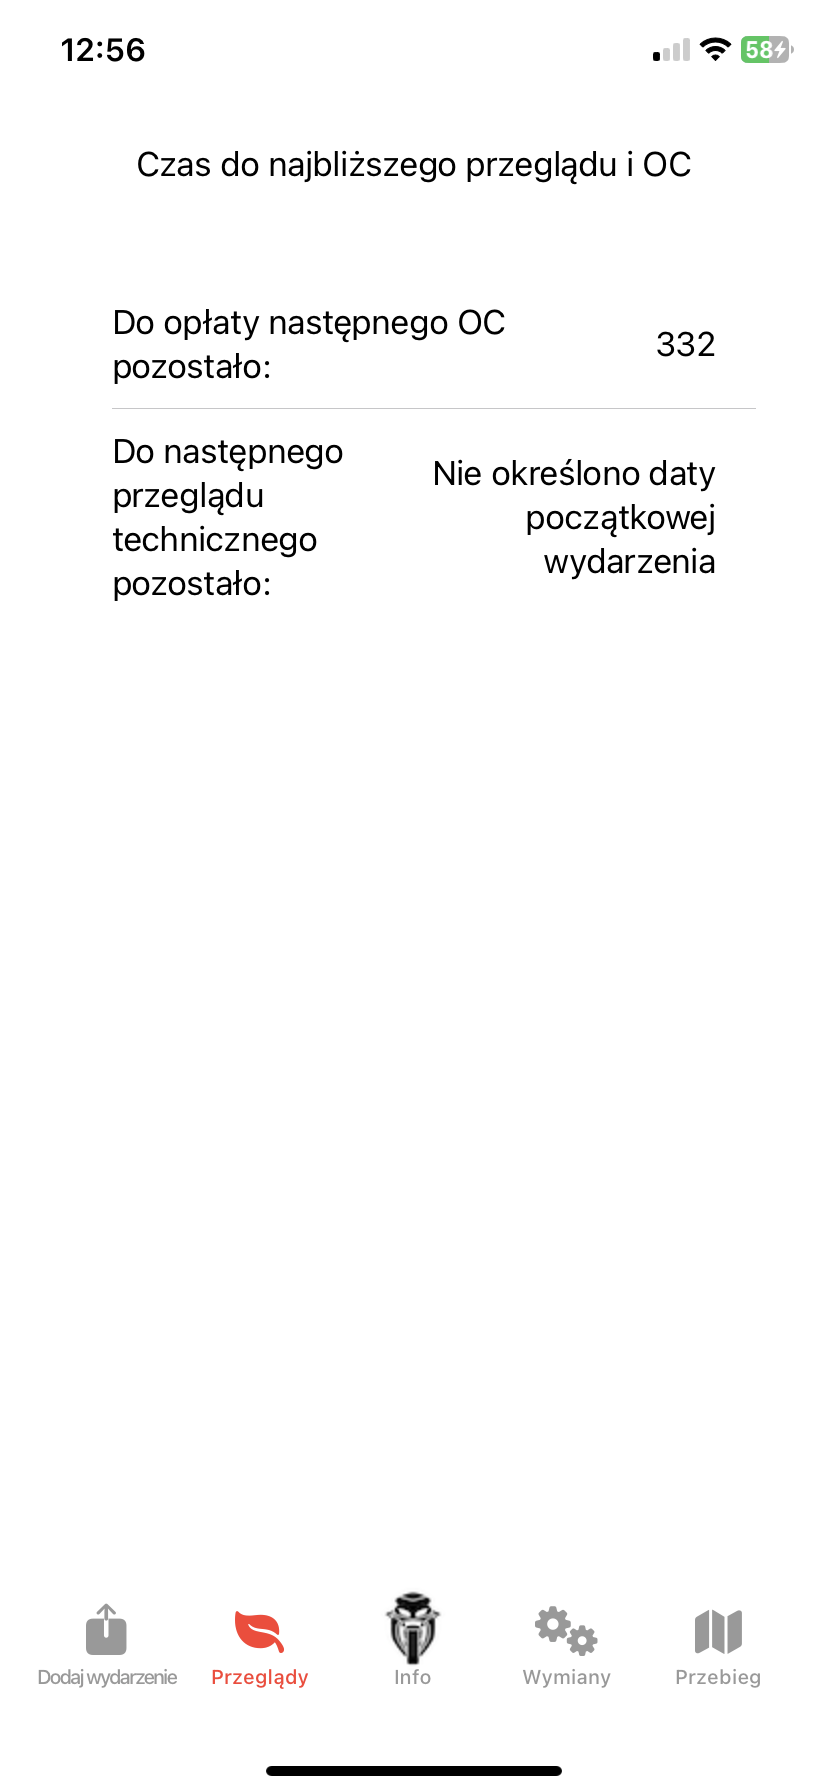 12:56
58
Czas do najbliższego przeglądu i OC
Do opłaty następnego OC
pozostało:
332
Do następnego
przeglądu
technicznego
pozostało:
Nie określono daty
początkowej
wydarzenia
Dodaj wydarzenie
Przeglądy
Info
Wymiany
Przebieg